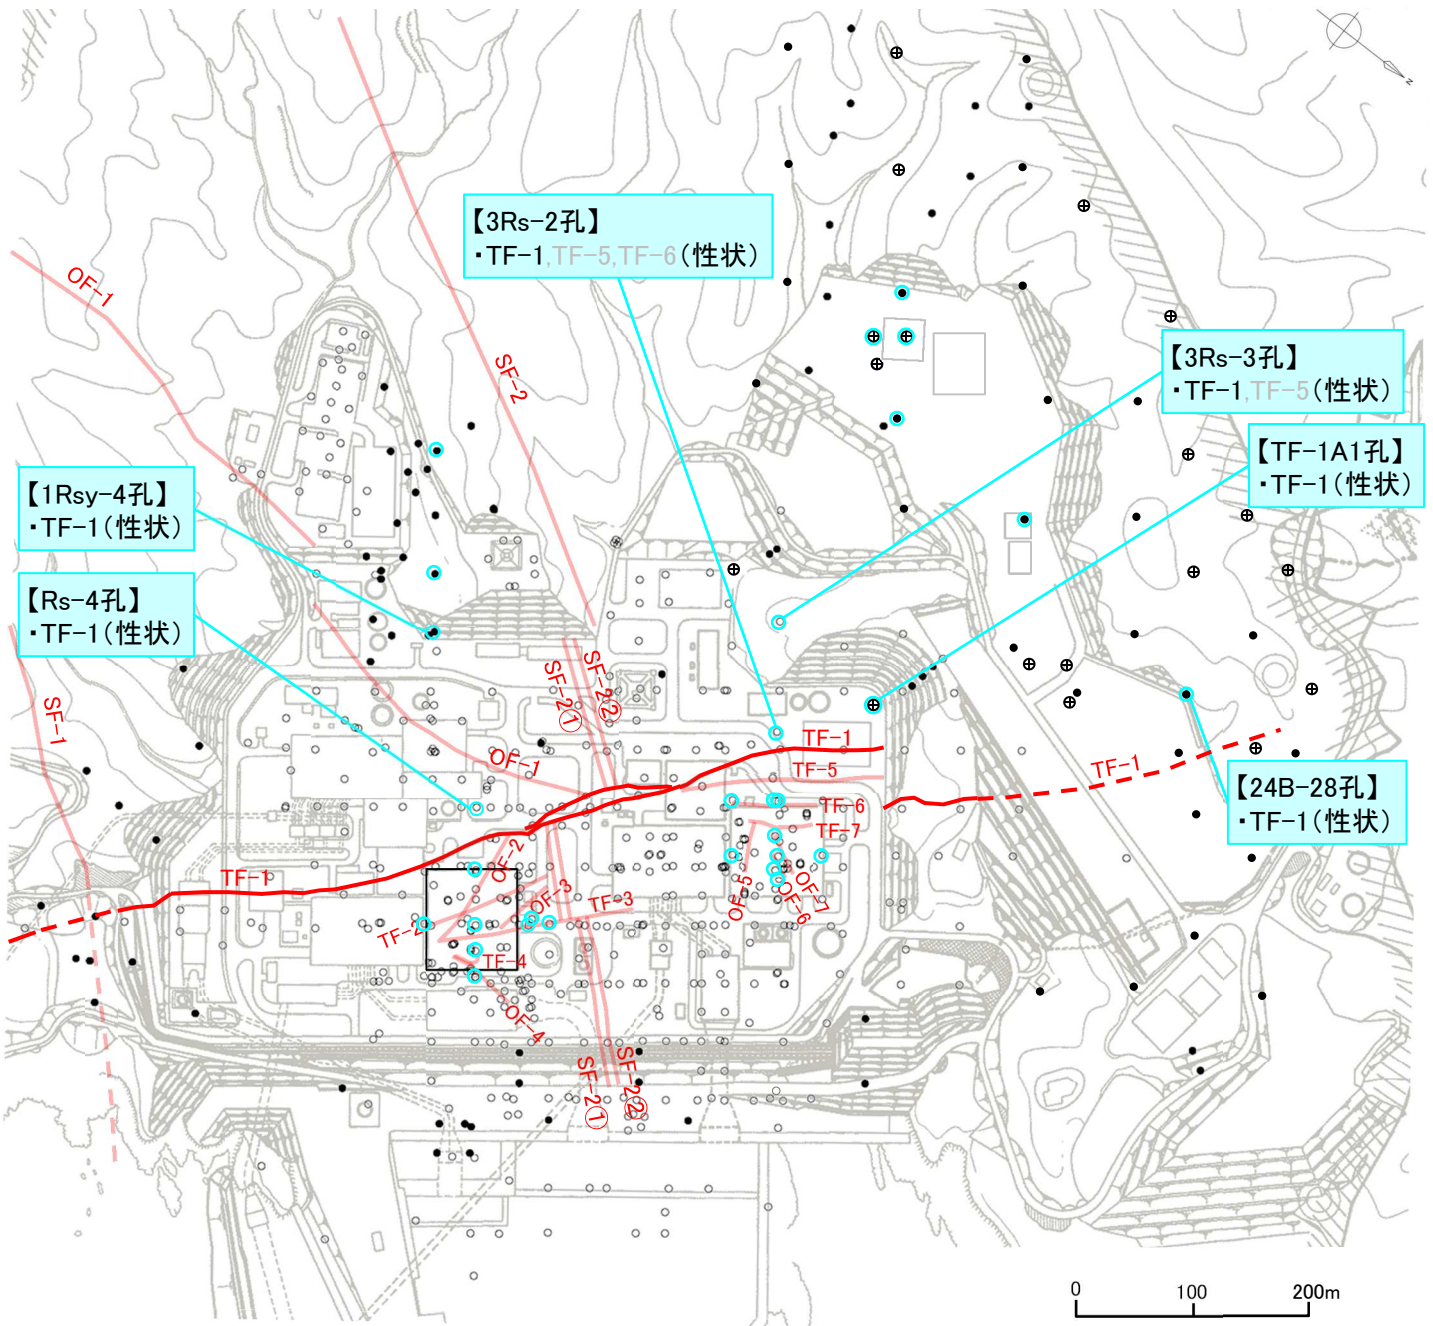 N
【3Rs-2孔】
・TF-1,TF-5,TF-6(性状)
OF-1
SF-2
【3Rs-3孔】
・TF-1,TF-5(性状)
【TF-1A1孔】
・TF-1(性状)
【1Rsy-4孔】
・TF-1(性状)
【Rs-4孔】
・TF-1(性状)
SF-1
SF-2①
SF-2②
OF-1
TF-1
TF-5
TF-1
【24B-28孔】
・TF-1(性状)
TF-6
TF-7
OF-2
TF-1
OF-3
TF-3
OF-5
OF-6
OF-7
TF-2
TF-4
OF-4
SF-2①
SF-2②
0 100 200m